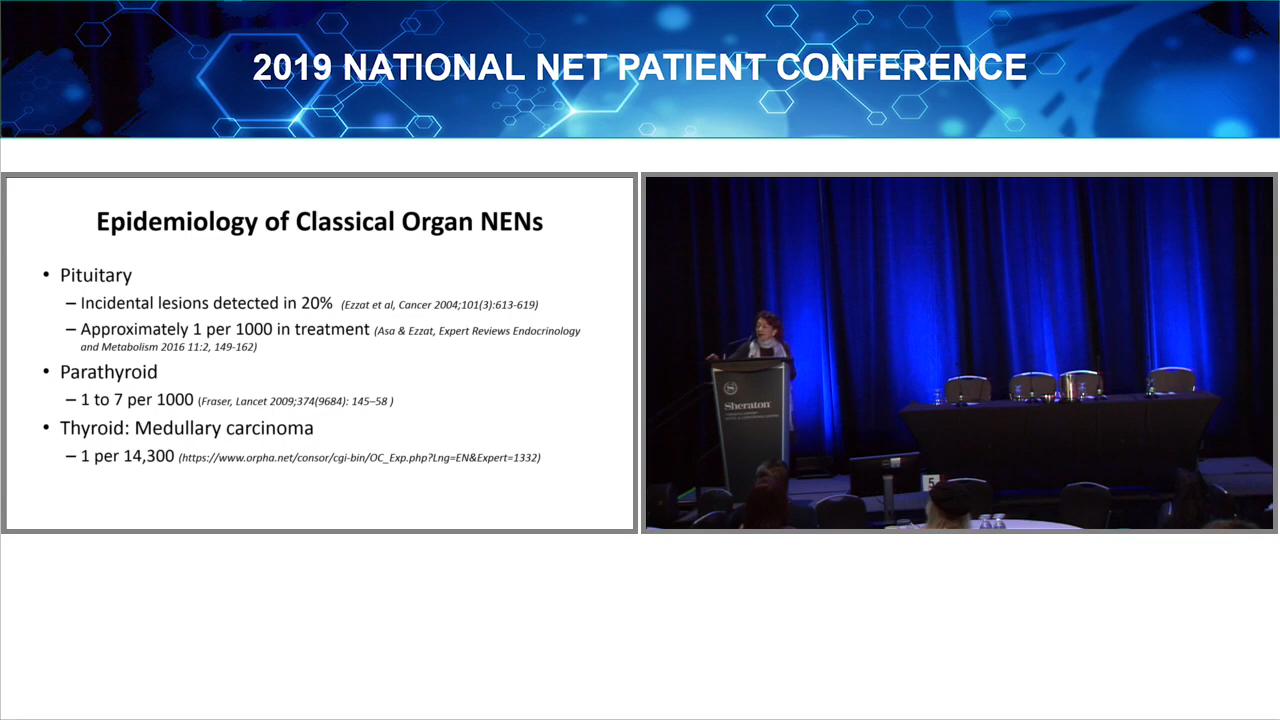 2019 NATIONAL NET PATIENT CONFERENCE
Epidemiology of Classical Organ NENs
• Pituitary
– Incidental lesions detected in 20% (Ezzat et al, Cancer 2004;101(3):613-619)
– Approximately 1 per 1000 in treatment (Asa & Ezzat, Expert Reviews Endocrinology
and Metabolism 2016 11:2, 149-162)
• Parathyroid
– 1 to 7 per 1000 (Fraser, Lancet 2009;374(9684): 145–58 )
• Thyroid: Medullary carcinoma
– 1 per 14,300 (https://www.orpha.net/consor/cgi-bin/OC_Exp.php?Lng=EN&Expert=1332)
Sheraton
5